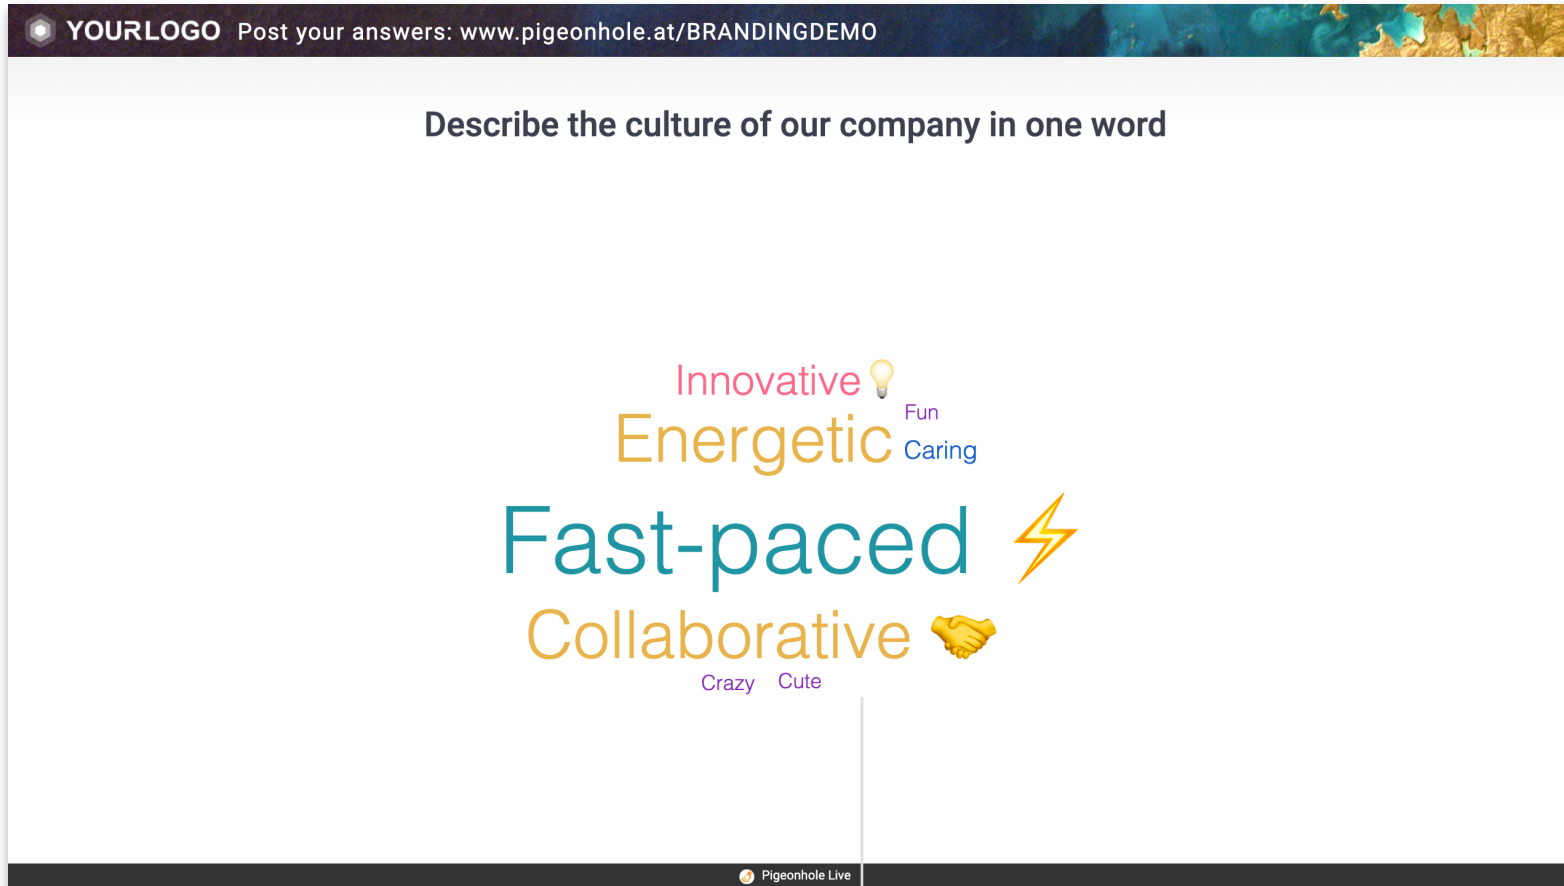 YOURLOGO Post your answers: www.pigeonhole.at/BRANDINGDEMO
Describe the culture of our company in one word
Innovative💡
Fun
Energetic
Caring
Fast-paced ⚡
Collaborative 🤝
Crazy Cute
Pigeonhole Live